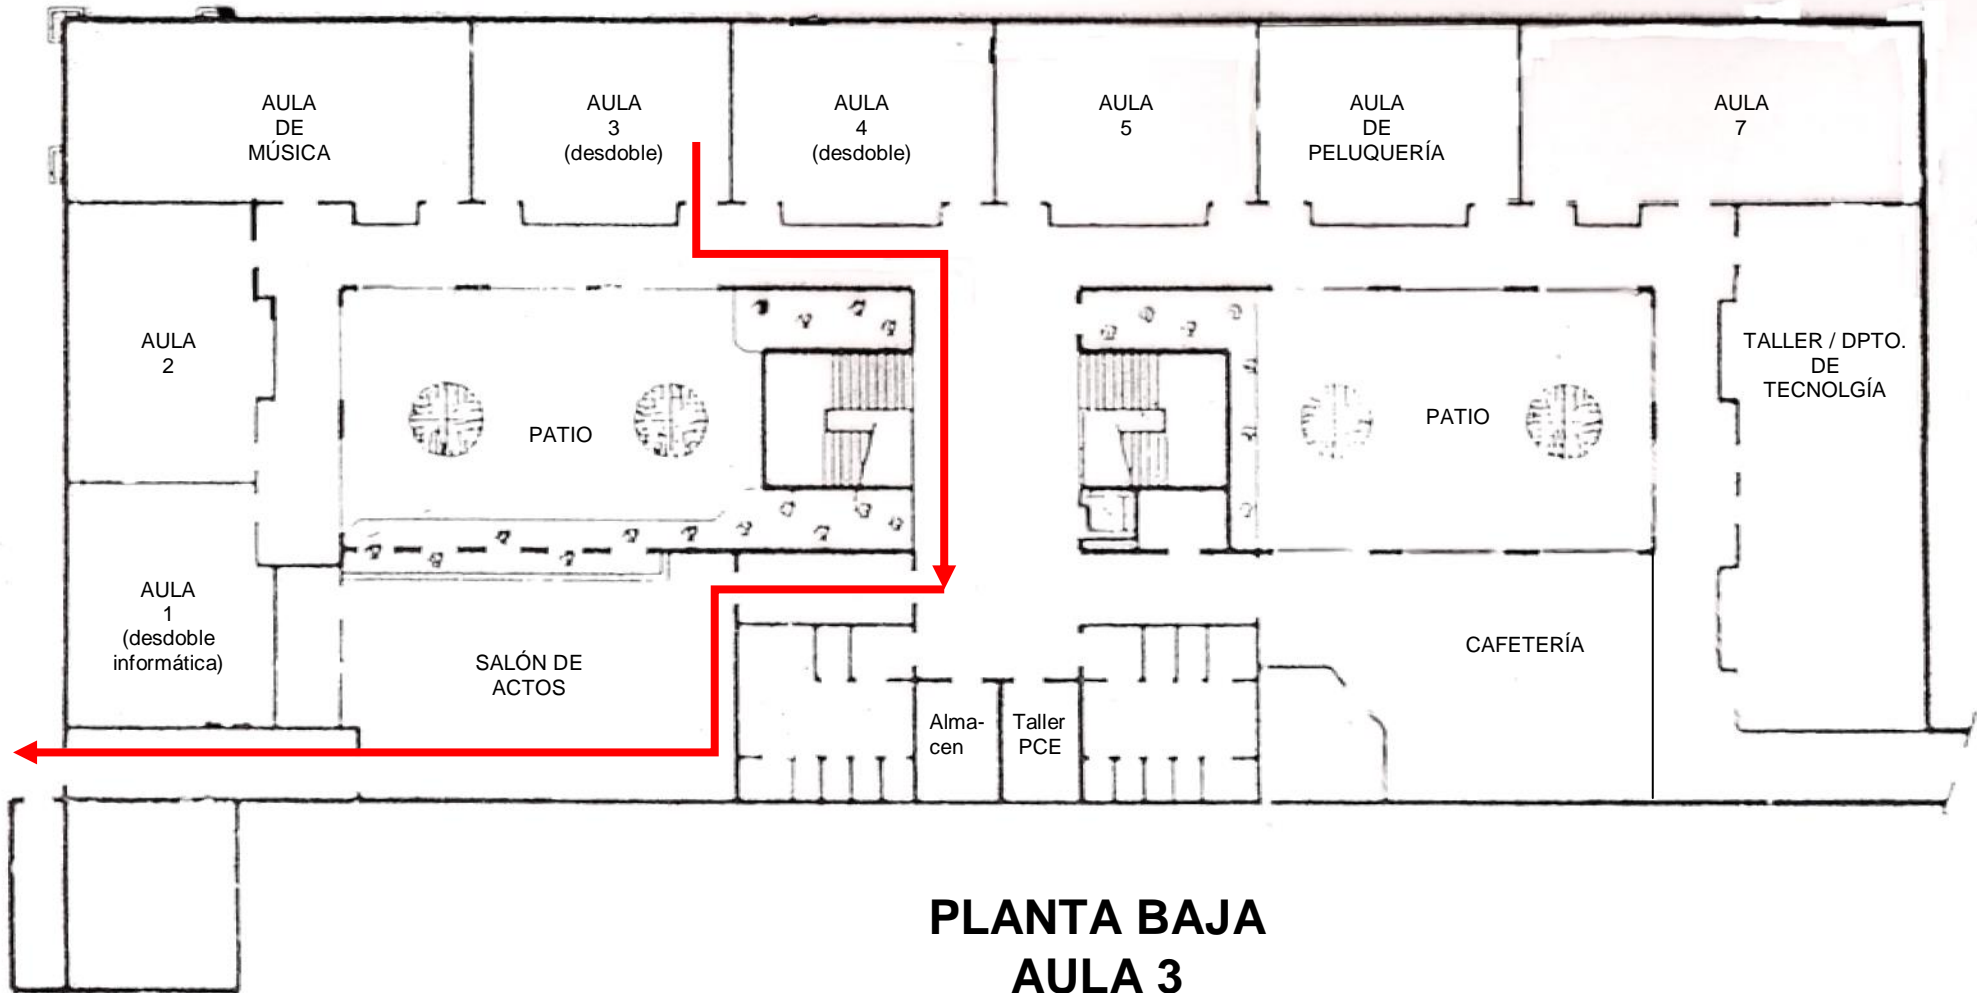 AULA
DE
MÚSICA
AULA
3
(desdoble)
AULA
4
(desdoble)
AULA
5
AULA
DE
PELUQUERÍA
AULA
7
AULA
2
PATIO
PATIO
TALLER / DPTO.
DE
TECNOLGÍA
AULA
1
(desdoble
informática)
SALÓN DE
ACTOS
CAFETERÍA
Alma-
cen
Taller
PCE
PLANTA BAJA
AULA 3